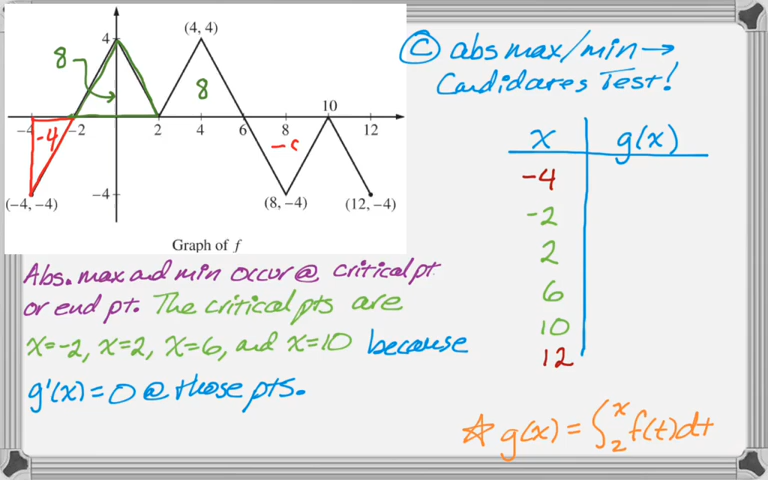 4
(4, 4)
8
8
10
-4
-2
2
4
6
8
12
-4
-4
(-4, -4)
(8, -4)
(12, -4)
Graph of f
Ⓒ abs max/min →
Candidares Test!
x g(x)
-4
-2
2
6
10
12
Abs. max and min occur @ critical pt
or end pt. The critical pts are
x=-2, x=2, x=6, and x=10 because
g'(x) = 0 @ those pts.
☆ g(x) = ∫₂ˣ f(t)dt